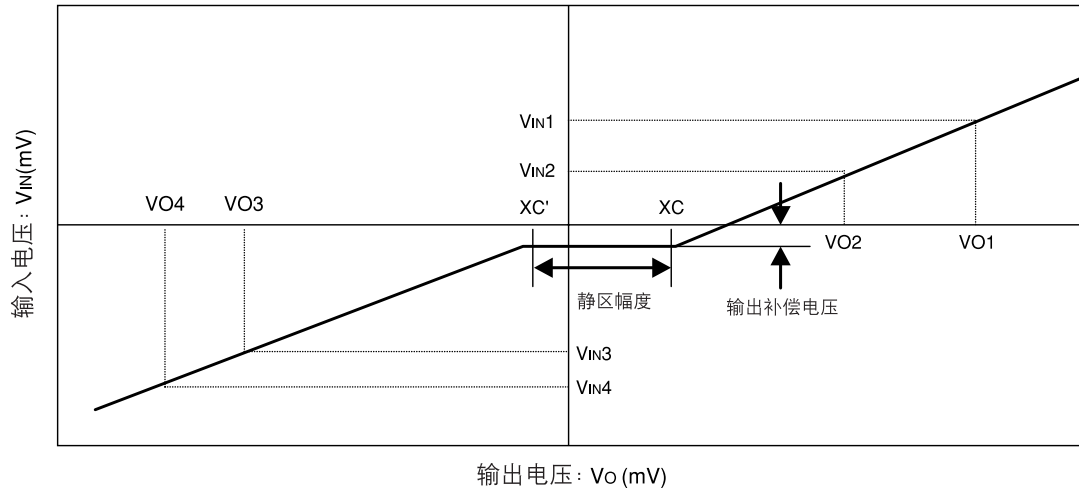 VIN1
VIN2
VO4
VO3
XC'
XC
VO2
VO1
静区幅度
输出补偿电压
VIN3
VIN4
输入电压: VIN(mV)
输出电压: VO (mV)